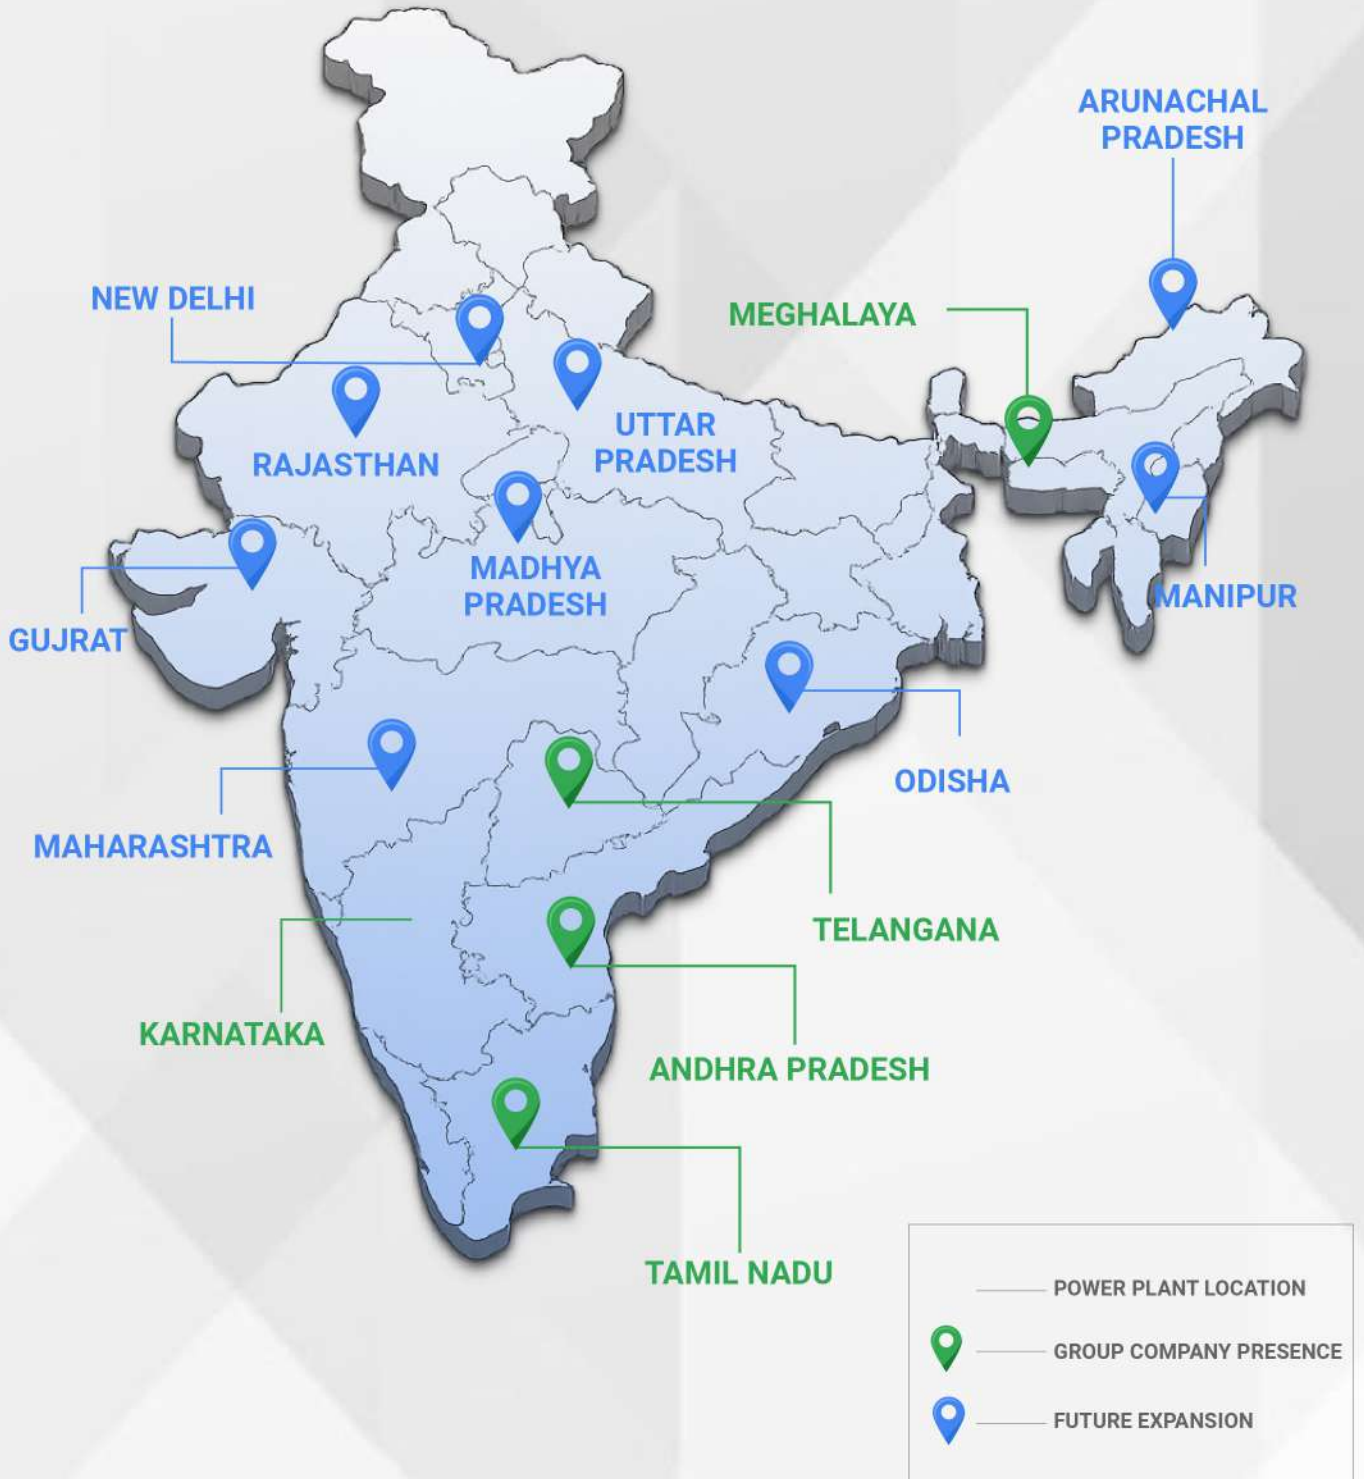 ARUNACHAL
PRADESH
NEW DELHI
MEGHALAYA
UTTAR
PRADESH
RAJASTHAN
MADHYA
PRADESH
MANIPUR
GUJRAT
ODISHA
MAHARASHTRA
TELANGANA
KARNATAKA
ANDHRA PRADESH
TAMIL NADU
POWER PLANT LOCATION
GROUP COMPANY PRESENCE
FUTURE EXPANSION